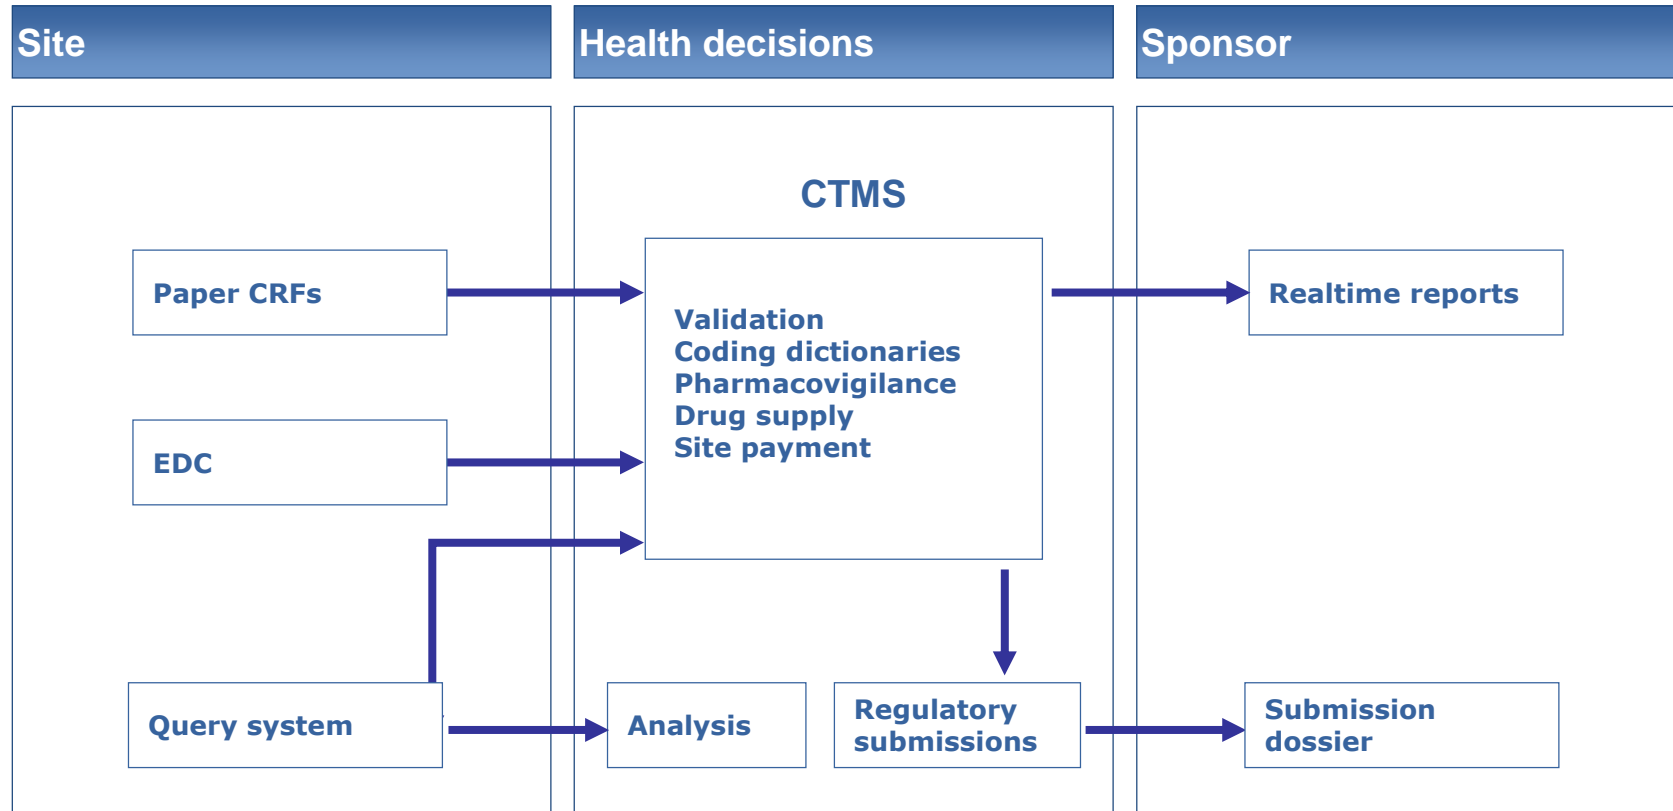 Site
Health decisions
Sponsor
CTMS
Paper CRFs
Validation
Coding dictionaries
Pharmacovigilance
Drug supply
Site payment
Realtime reports
EDC
Query system
Analysis
Regulatory
submissions
Submission
dossier